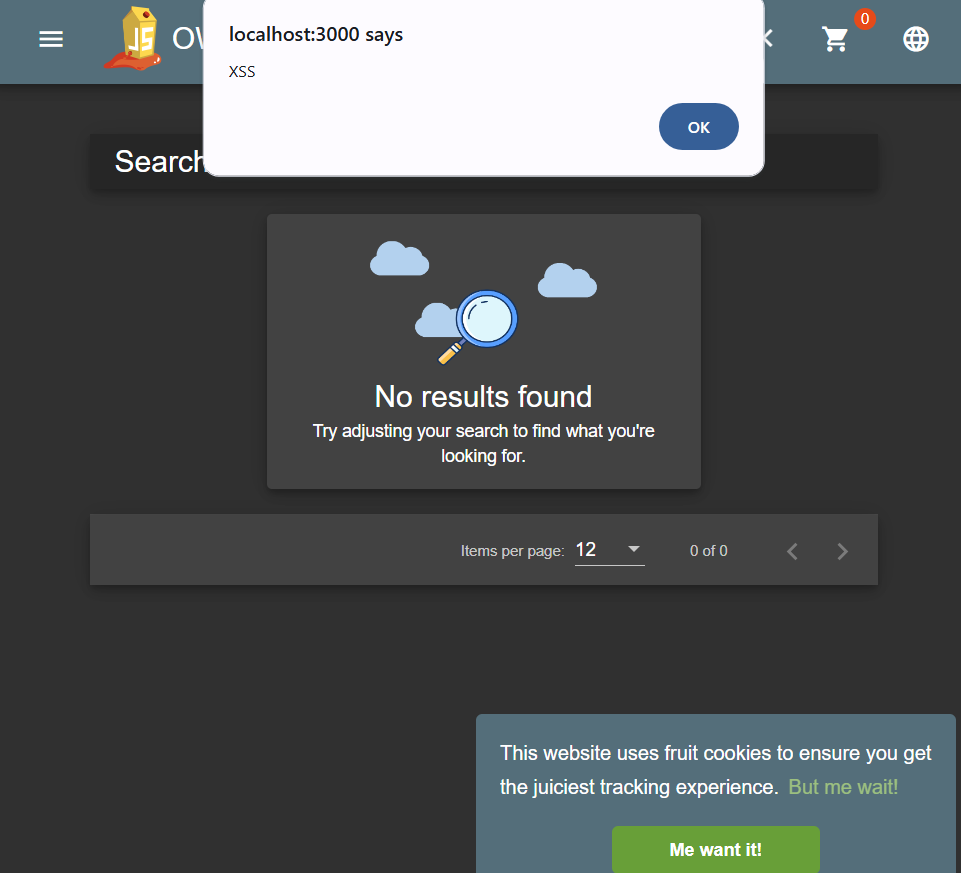 localhost:3000 says
XSS
OK
JS
0
Search
No results found
Try adjusting your search to find what you're
looking for.
Items per page: 12
0 of 0
This website uses fruit cookies to ensure you get
the juiciest tracking experience. But me wait!
Me want it!